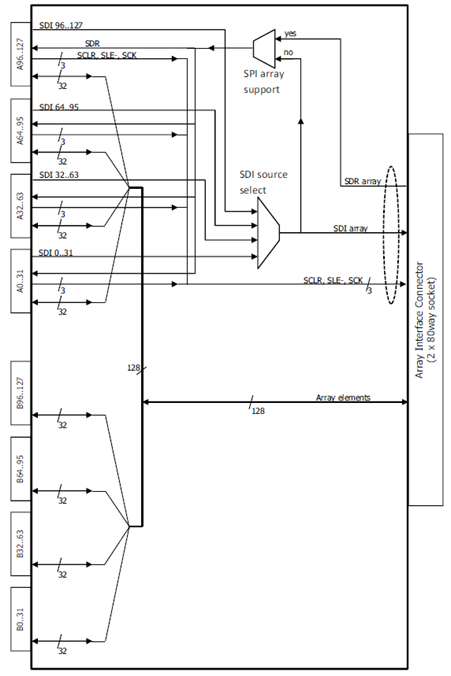 SDI 96..127
SDR
SCLR, SLE-, SCK
3
32
A96..127
yes
no
SPI array
support
SDI 64..95
3
32
A64..95
SDI source
select
SDI 32..63
3
32
A32..63
SDR array
SDI array
SDI 0..31
3
32
A0..31
SCLR, SLE-, SCK
3
Array Interface Connector
(2 x 80way socket)
128
Array elements
128
B96..127
32
B64..95
32
B32..63
32
B0..31
32